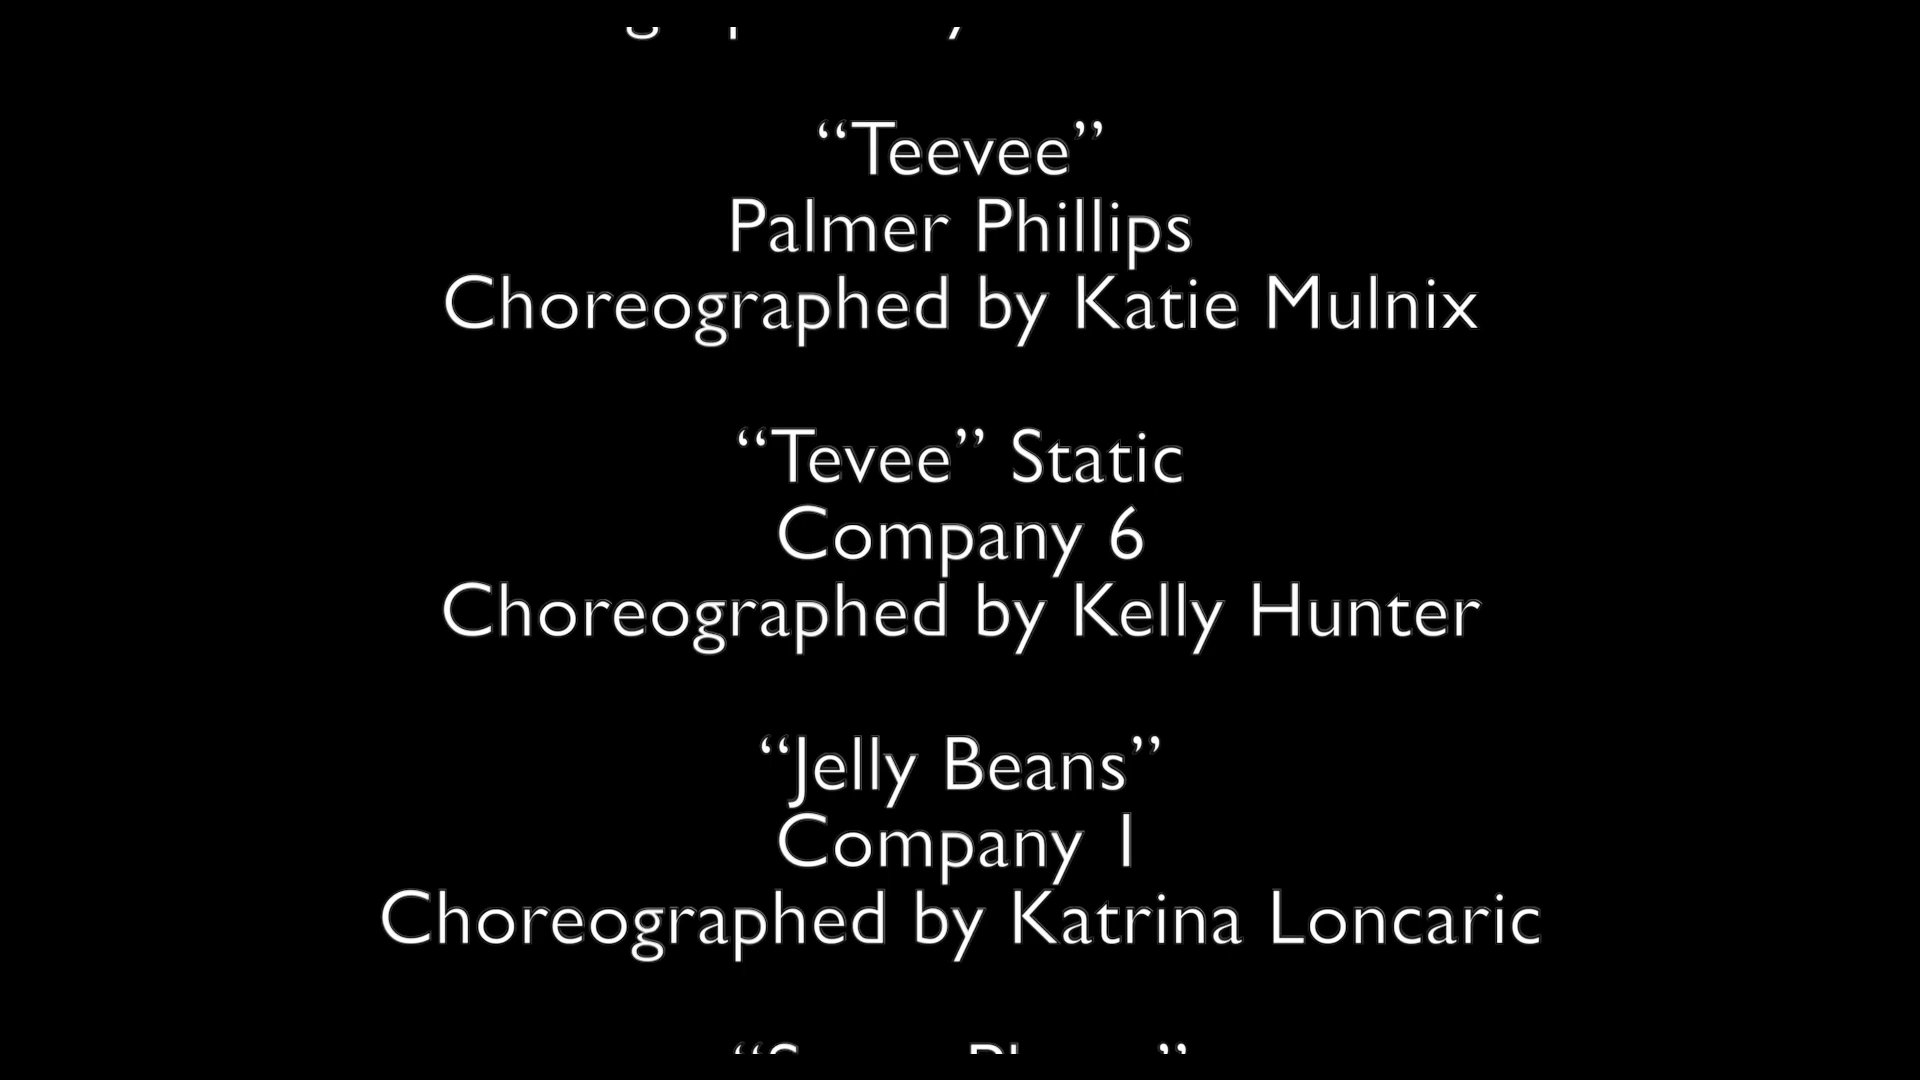 “Teevee”
Palmer Phillips
Choreographed by Katie Mulnix
“Tevee” Static
Company 6
Choreographed by Kelly Hunter
“Jelly Beans”
Company 1
Choreographed by Katrina Loncaric